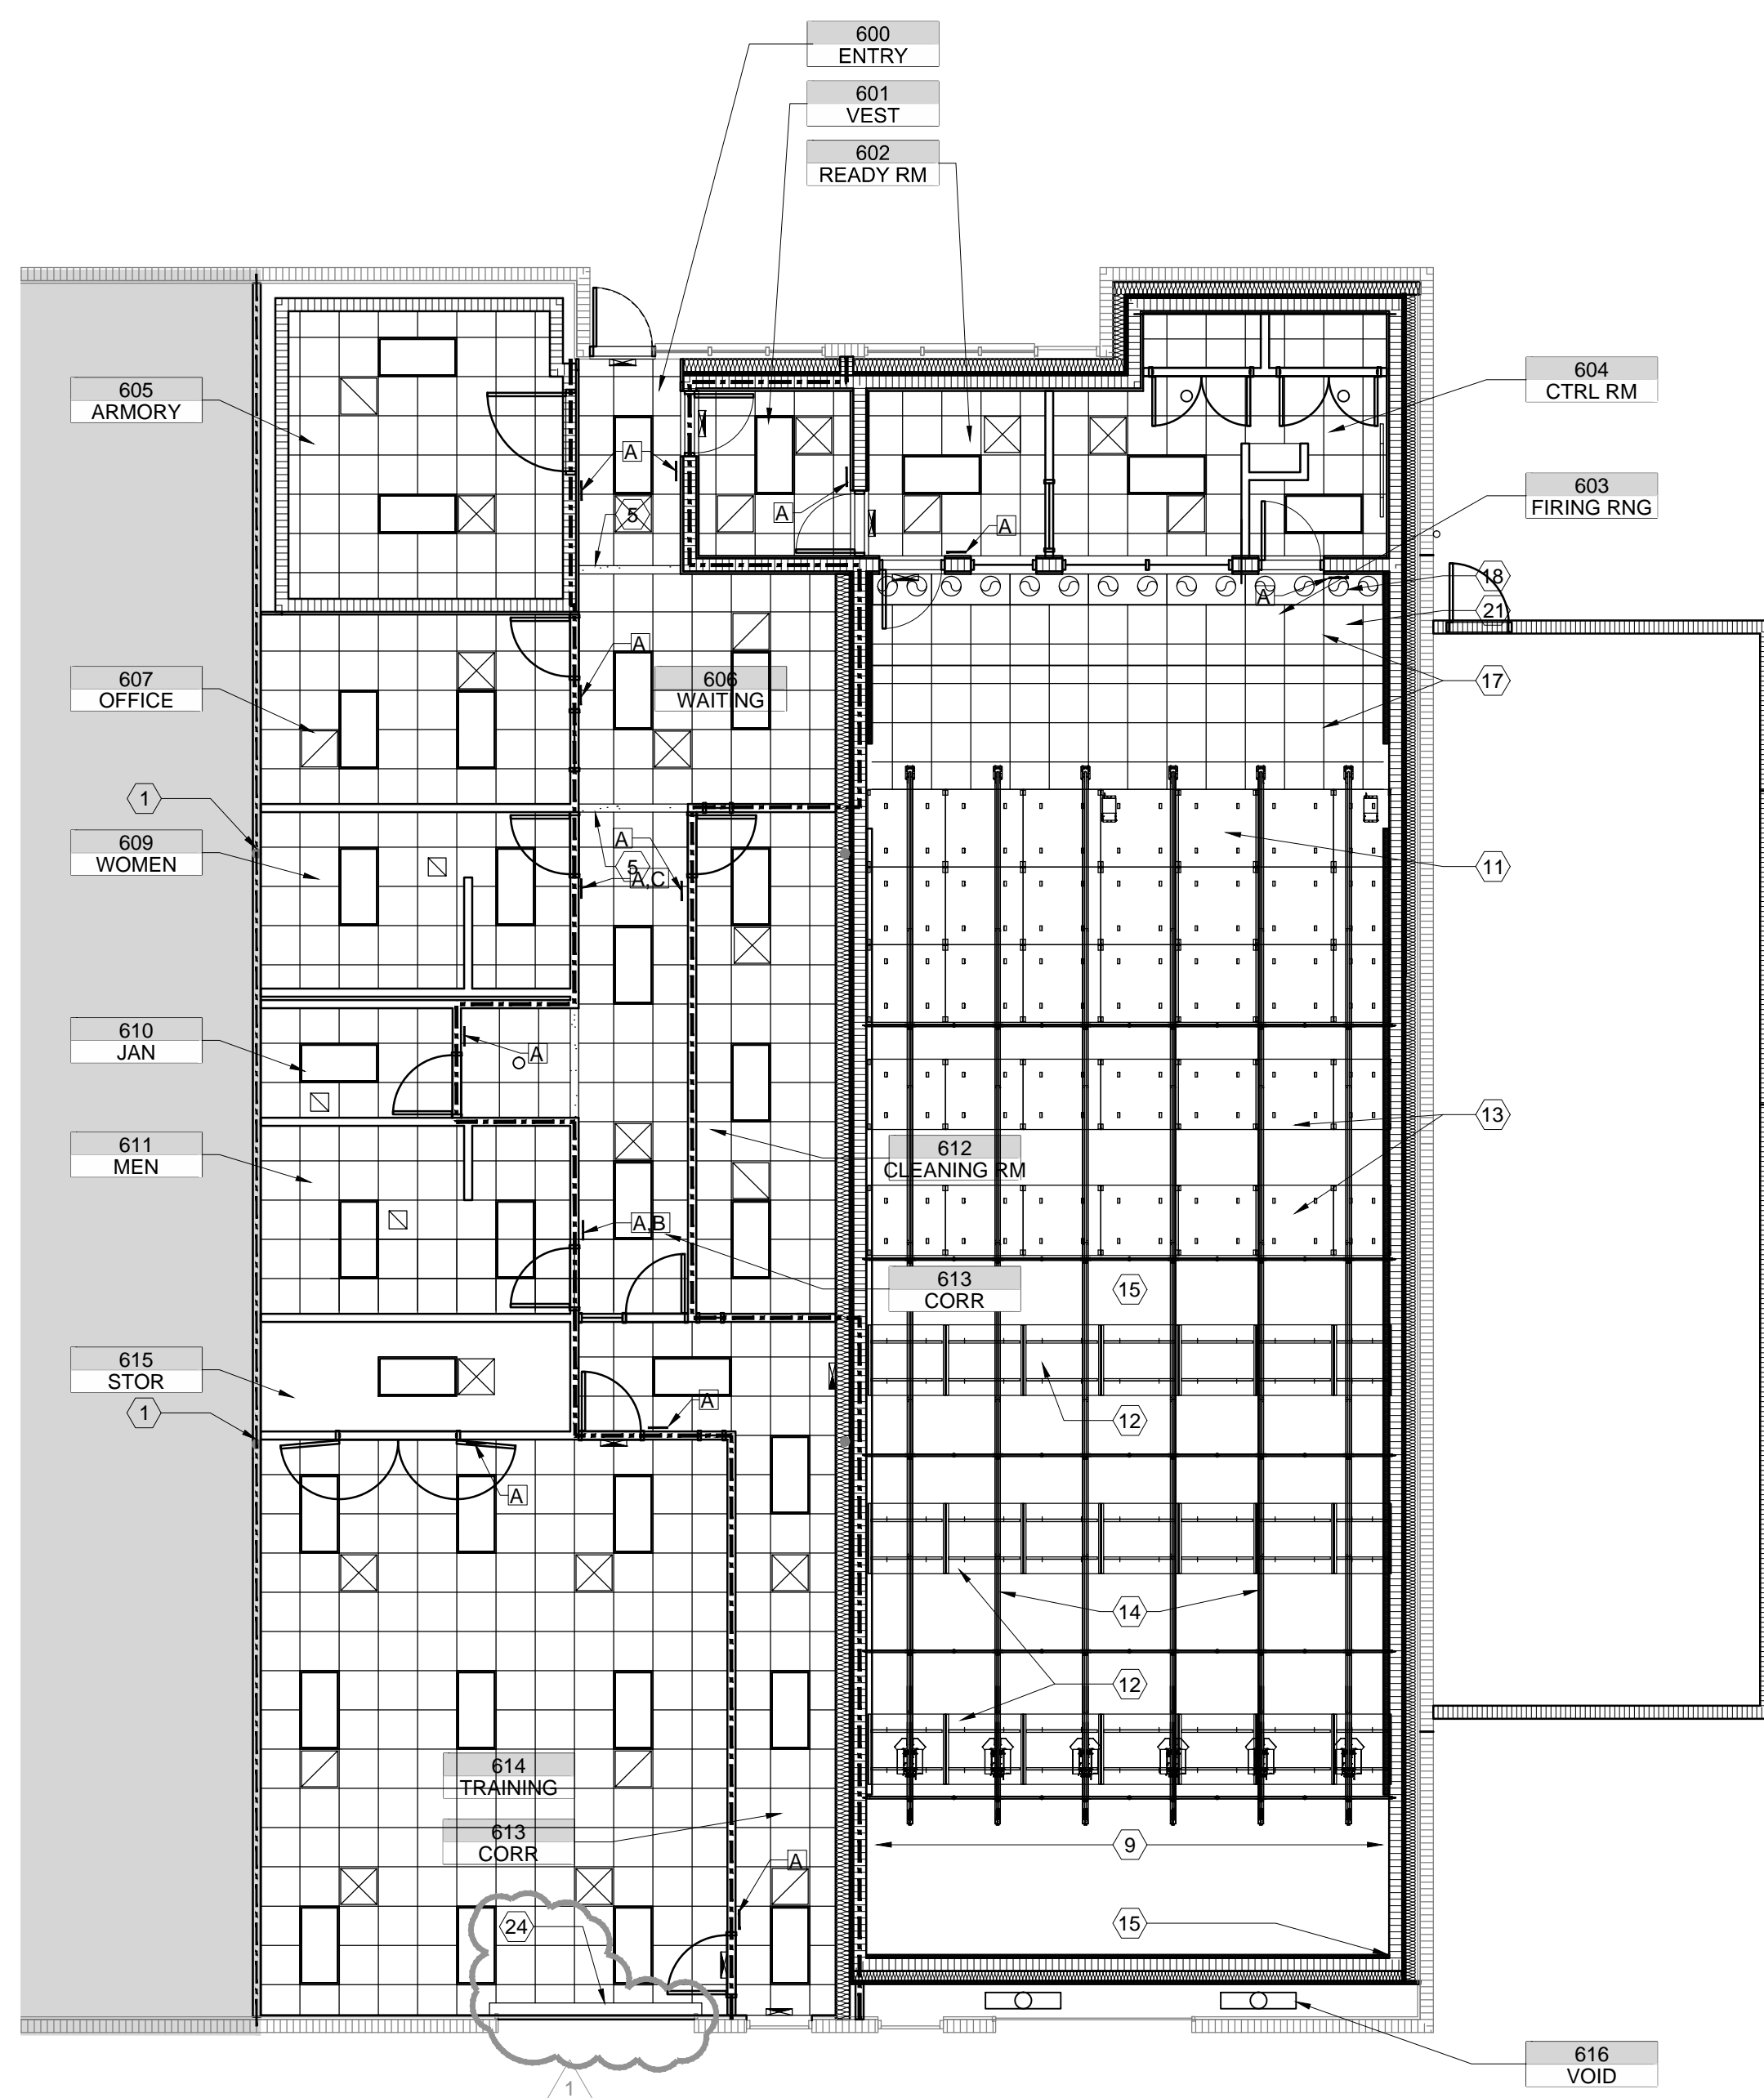 600
ENTRY
601
VEST
602
READY RM
605
ARMORY
604
CTRL RM
A
603
FIRING RNG
5
A
A
18
A
21
A
607
OFFICE
606
WAITING
17
1
609
WOMEN
A
5
A,C
11
610
JAN
A
611
MEN
13
612
CLEANING RM
A,B
613
CORR
15
615
STOR
1
A
12
A
14
12
614
TRAINING
613
CORR
9
A
24
15
616
VOID
1